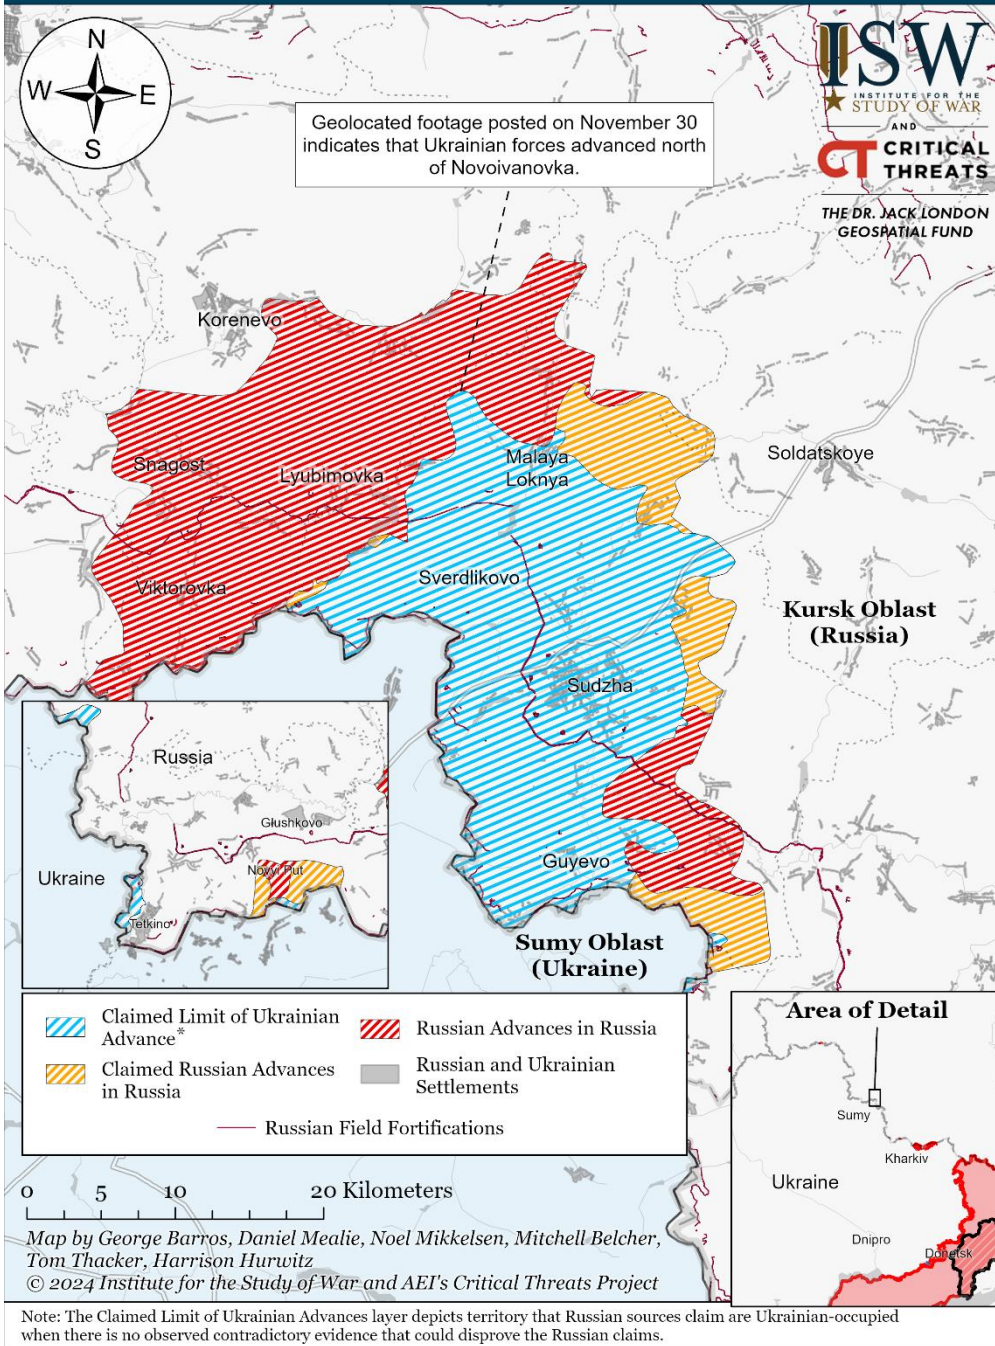 N
W E
S
ISW
INSTITUTE FOR THE
STUDY OF WAR
AND
CT CRITICAL
THREATS
THE DR. JACK LONDON
GEOSPATIAL FUND
Geolocated footage posted on November 30
indicates that Ukrainian forces advanced north
of Novoivanovka.
Korenevo
Snagost
Lyubimovka
Malaya
Loknya
Soldatskoye
Viktorovka
Sverdlikovo
Kursk Oblast
(Russia)
Sudzha
Guyevo
Sumy Oblast
(Ukraine)
Russia
Glushkovo
Ukraine
Novyi Put
Tetkino
Claimed Limit of Ukrainian
Advance*
Claimed Russian Advances
in Russia
Russian Advances in Russia
Russian and Ukrainian
Settlements
Russian Field Fortifications
Area of Detail
Sumy
Kharkiv
Ukraine
Dnipro
Donetsk
0 5 10 20 Kilometers
Map by George Barros, Daniel Mealie, Noel Mikkelsen, Mitchell Belcher,
Tom Thacker, Harrison Hurwitz
© 2024 Institute for the Study of War and AEI's Critical Threats Project
Note: The Claimed Limit of Ukrainian Advances layer depicts territory that Russian sources claim are Ukrainian-occupied
when there is no observed contradictory evidence that could disprove the Russian claims.